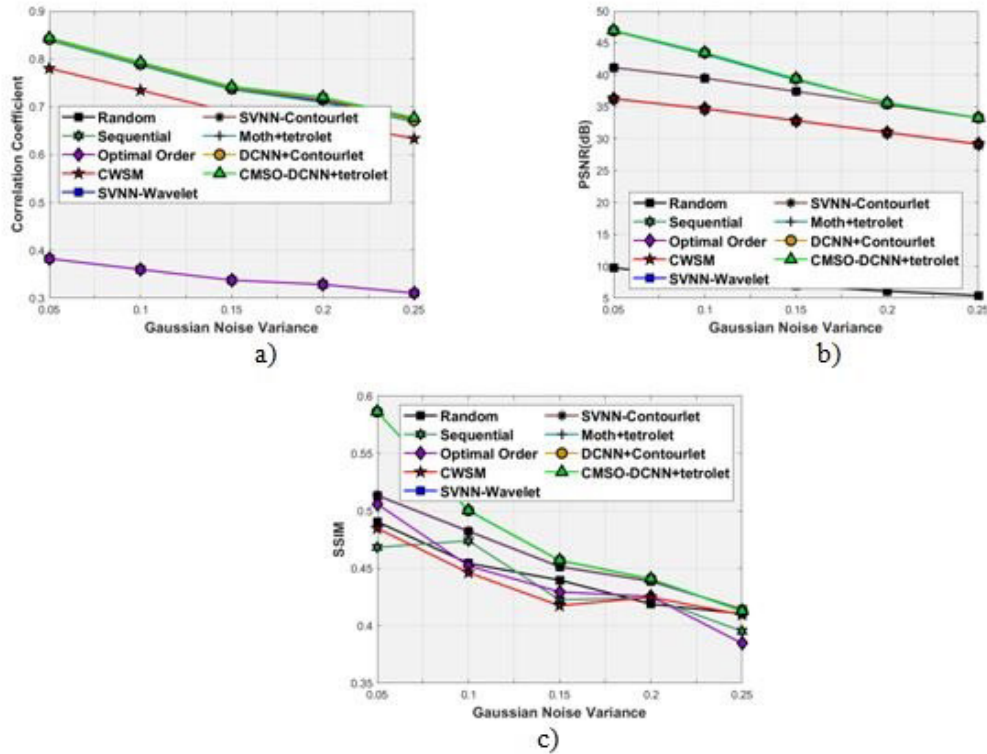 0.9
0.8
0.7
0.6
0.5
0.4
0.3
Correlation Coefficient
Random
Sequential
Optimal Order
CWSM
SVNN-Wavelet
SVNN-Contourlet
Moth+tetrolet
DCNN+Contourlet
CMSO-DCNN+tetrolet
0.05 0.1 0.15 0.2 0.25
Gaussian Noise Variance
a)
50
45
40
35
30
25
20
15
10
5
PSNR(dB)
Random
Sequential
Optimal Order
CWSM
SVNN-Wavelet
SVNN-Contourlet
Moth+tetrolet
DCNN+Contourlet
CMSO-DCNN+tetrolet
0.05 0.1 0.15 0.2 0.25
Gaussian Noise Variance
b)
0.6
0.55
0.5
0.45
0.4
0.35
SSIM
Random
Sequential
Optimal Order
CWSM
SVNN-Wavelet
SVNN-Contourlet
Moth+tetrolet
DCNN+Contourlet
CMSO-DCNN+tetrolet
0.05 0.1 0.15 0.2 0.25
Gaussian Noise Variance
c)